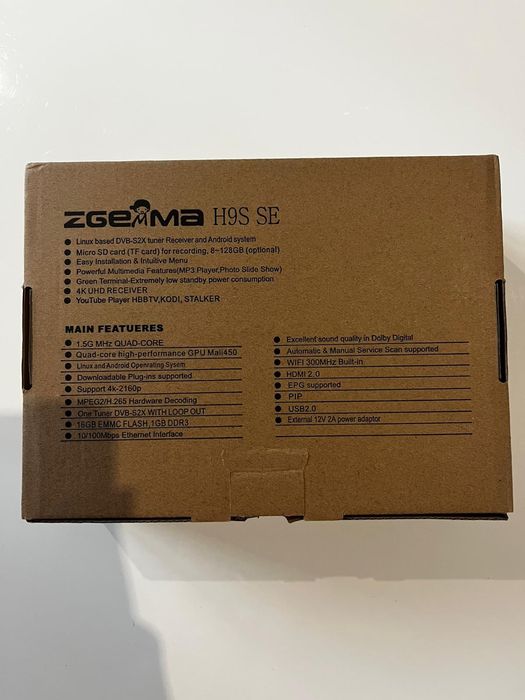 ZGEMMA H9S SE
Linux based DVB-S2X tuner Receiver and Android system
Micro SD card (TF card) for recording, 8~128GB (optional)
Easy Installation & Intuitive Menu
Powerful Multimedia Features(MP3 Player,Photo Slide Show)
Green Terminal-Extremely low standby power consumption
4K UHD RECEIVER
YouTube Player HBBTV,KODI, STALKER
MAIN FEATUERES
1.5G MHz QUAD-CORE
Quad-core high-performance GPU Mali450
Linux and Android Openrating Sysem
Downloadable Plug-ins supported
Support 4k-2160p
MPEG2/H.265 Hardware Decoding
One Tuner DVB-S2X WITH LOOP OUT
16GB EMMC FLASH,1GB DDR3
10/100Mbps Ethernet Interface
Excellent sound quality in Dolby Digital
Automatic & Manual Service Scan supported
WIFI 300MHz Built-in
HDMI 2.0
EPG supported
PIP
USB2.0
External 12V 2A power adaptor